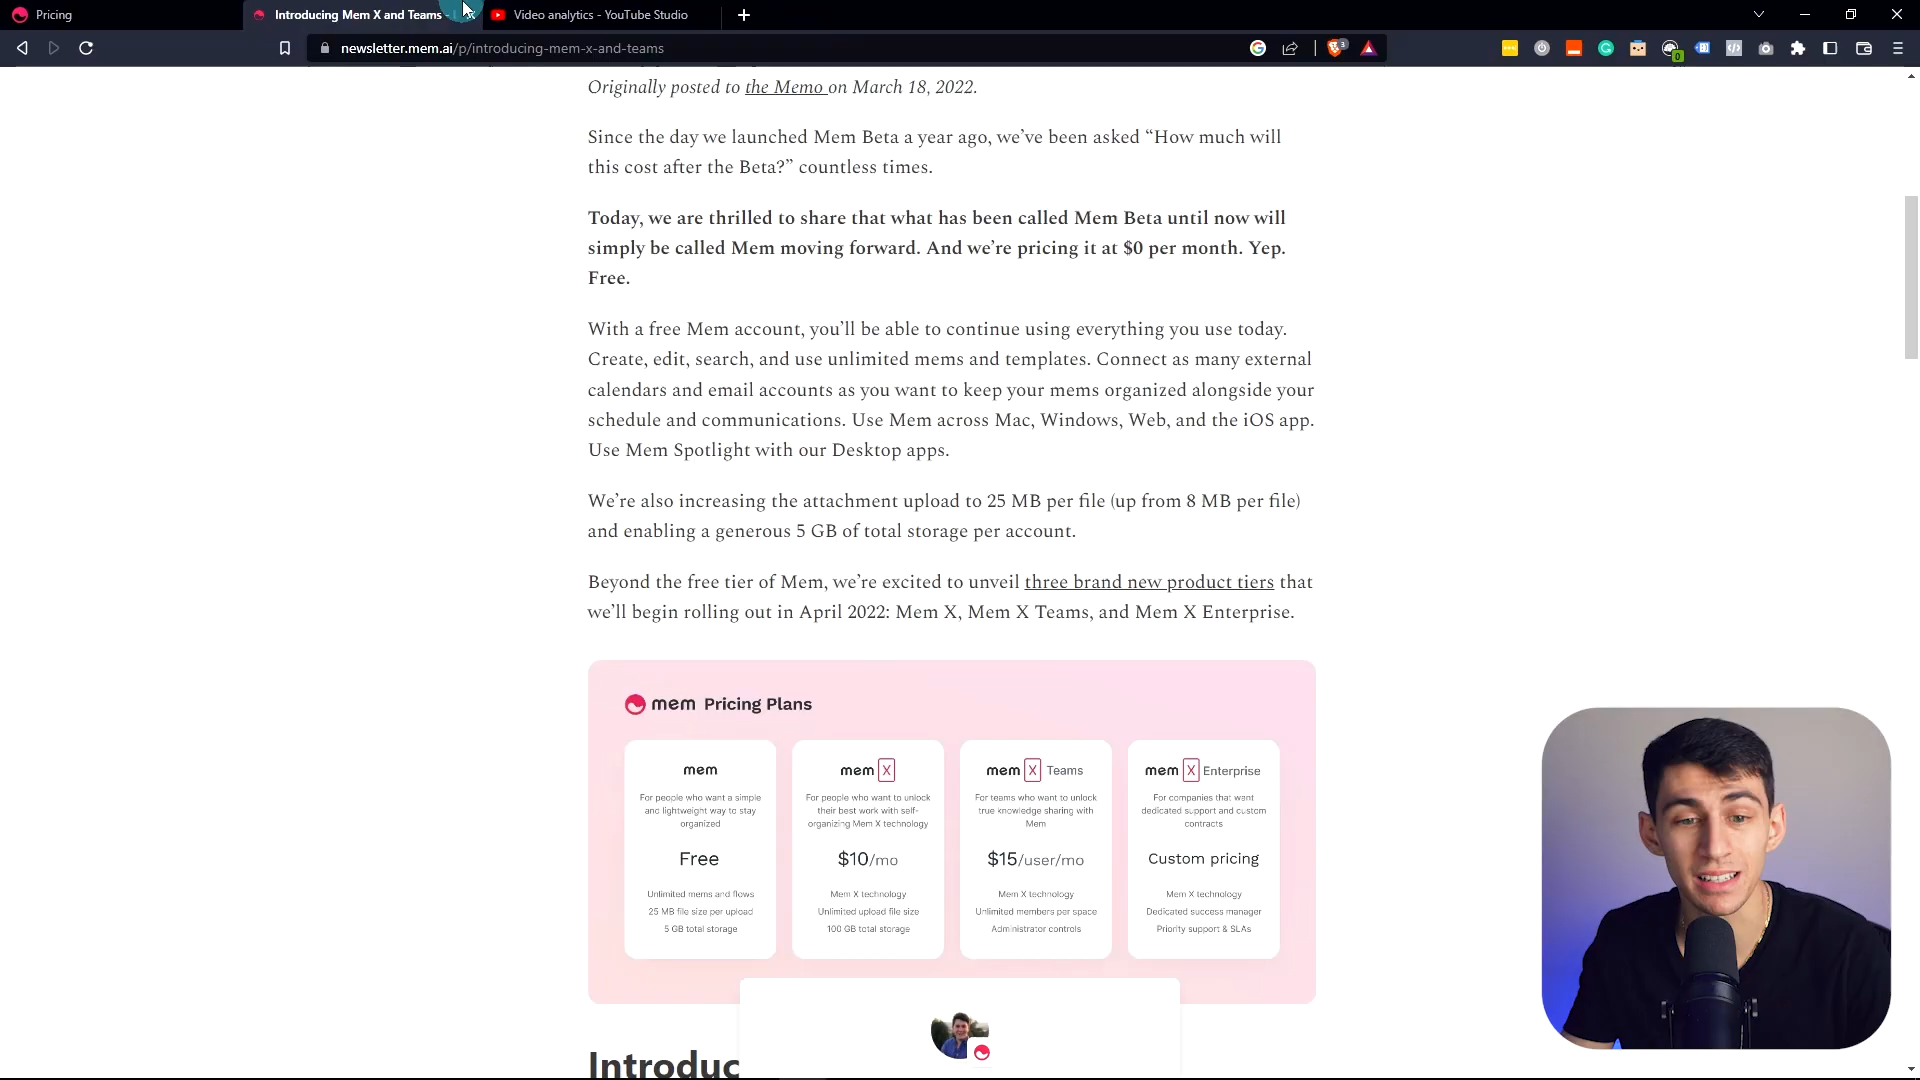 Pricing
Introducing Mem X and Teams -
Video analytics - YouTube Studio
newsletter.mem.ai/p/introducing-mem-x-and-teams
Originally posted to the Memo on March 18, 2022.
Since the day we launched Mem Beta a year ago, we’ve been asked “How much will
this cost after the Beta?” countless times.
Today, we are thrilled to share that what has been called Mem Beta until now will
simply be called Mem moving forward. And we’re pricing it at $0 per month. Yep.
Free.
With a free Mem account, you’ll be able to continue using everything you use today.
Create, edit, search, and use unlimited mems and templates. Connect as many external
calendars and email accounts as you want to keep your mems organized alongside your
schedule and communications. Use Mem across Mac, Windows, Web, and the iOS app.
Use Mem Spotlight with our Desktop apps.
We’re also increasing the attachment upload to 25 MB per file (up from 8 MB per file)
and enabling a generous 5 GB of total storage per account.
Beyond the free tier of Mem, we’re excited to unveil three brand new product tiers that
we’ll begin rolling out in April 2022: Mem X, Mem X Teams, and Mem X Enterprise.
mem Pricing Plans
mem
For people who want a simple
and lightweight way to stay
organized
Free
Unlimited mems and flows
25 MB file size per upload
5 GB total storage
mem X
For people who want to unlock
their best work with self-
organizing Mem X technology
$10/mo
Mem X technology
Unlimited upload file size
100 GB total storage
mem X Teams
For teams who want to unlock
true knowledge sharing with
Mem
$15/user/mo
Mem X technology
Unlimited members per space
Administrator controls
mem X Enterprise
For companies that want
dedicated support and custom
contracts
Custom pricing
Mem X technology
Dedicated success manager
Priority support & SLAs
Introduc